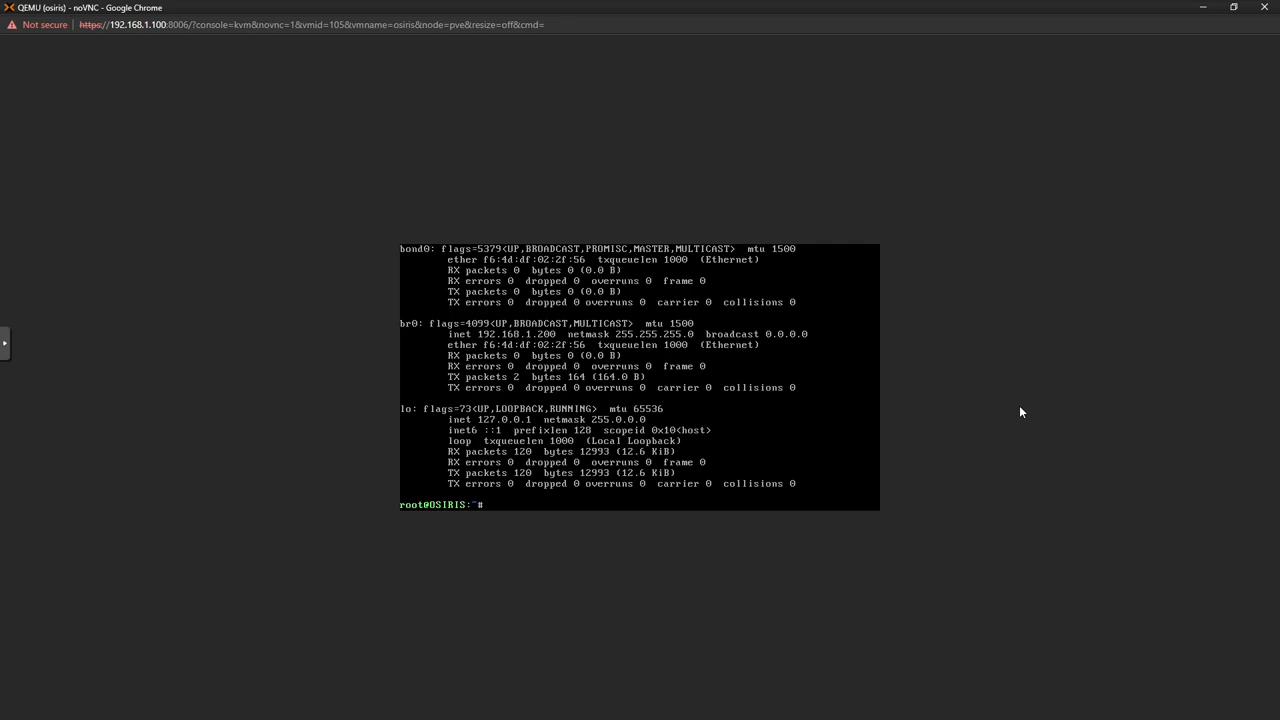 QEMU (osiris) - noVNC - Google Chrome
Not secure https://192.168.1.100:8006/?console=kvm&novnc=1&vmid=105&vmname=osiris&node=pve&resize=off&cmd=
bond0: flags=5379<UP,BROADCAST,PROMISC,MASTER,MULTICAST>  mtu 1500
ether f6:4d:df:02:2f:56  txqueuelen 1000  (Ethernet)
RX packets 0  bytes 0 (0.0 B)
RX errors 0  dropped 0  overruns 0  frame 0
TX packets 0  bytes 0 (0.0 B)
TX errors 0  dropped 0 overruns 0  carrier 0  collisions 0
br0: flags=4099<UP,BROADCAST,MULTICAST>  mtu 1500
inet 192.168.1.200  netmask 255.255.255.0  broadcast 0.0.0.0
ether f6:4d:df:02:2f:56  txqueuelen 1000  (Ethernet)
RX packets 0  bytes 0 (0.0 B)
RX errors 0  dropped 0  overruns 0  frame 0
TX packets 2  bytes 164 (164.0 B)
TX errors 0  dropped 0 overruns 0  carrier 0  collisions 0
lo: flags=73<UP,LOOPBACK,RUNNING>  mtu 65536
inet 127.0.0.1  netmask 255.0.0.0
inet6 ::1  prefixlen 128  scopeid 0x10<host>
loop  txqueuelen 1000  (Local Loopback)
RX packets 120  bytes 12993 (12.6 KiB)
RX errors 0  dropped 0  overruns 0  frame 0
TX packets 120  bytes 12993 (12.6 KiB)
TX errors 0  dropped 0 overruns 0  carrier 0  collisions 0
root@OSIRIS:~#